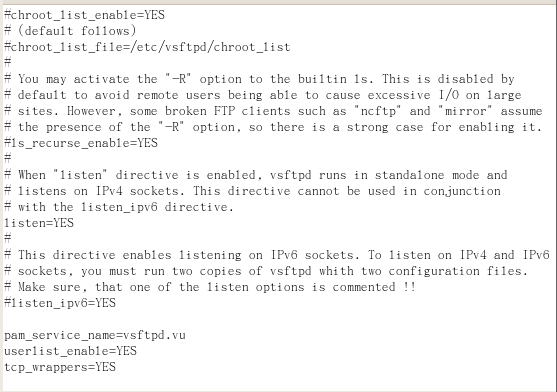 #chroot_list_enable=YES
# (default follows)
#chroot_list_file=/etc/vsftpd/chroot_list
#
# You may activate the "-R" option to the builtin ls. This is disabled by
# default to avoid remote users being able to cause excessive I/O on large
# sites. However, some broken FTP clients such as "ncftp" and "mirror" assume
# the presence of the "-R" option, so there is a strong case for enabling it.
#ls_recurse_enable=YES
#
# When "listen" directive is enabled, vsftpd runs in standalone mode and
# listens on IPv4 sockets. This directive cannot be used in conjunction
# with the listen_ipv6 directive.
listen=YES
#
# This directive enables listening on IPv6 sockets. To listen on IPv4 and IPv6
# sockets, you must run two copies of vsftpd whith two configuration files.
# Make sure, that one of the listen options is commented !!
#listen_ipv6=YES

pam_service_name=vsftpd.vu
userlist_enable=YES
tcp_wrappers=YES